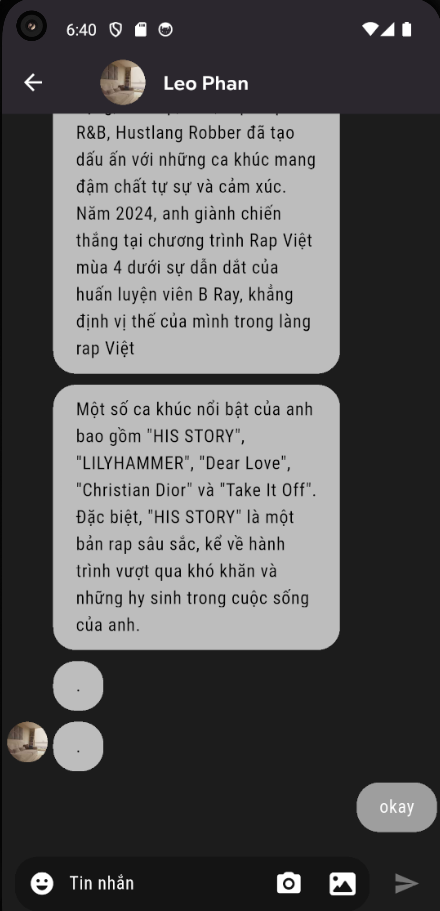 6:40
Leo Phan
R&B, Hustlang Robber đã tạo
dấu ấn với những ca khúc mang
đậm chất tự sự và cảm xúc.
Năm 2024, anh giành chiến
thắng tại chương trình Rap Việt
mùa 4 dưới sự dẫn dắt của
huấn luyện viên B Ray, khẳng
định vị thế của mình trong làng
rap Việt
Một số ca khúc nổi bật của anh
bao gồm "HIS STORY",
"LILYHAMMER", "Dear Love",
"Christian Dior" và "Take It Off".
Đặc biệt, "HIS STORY" là một
bản rap sâu sắc, kể về hành
trình vượt qua khó khăn và
những hy sinh trong cuộc sống
của anh.
.
.
okay
Tin nhắn